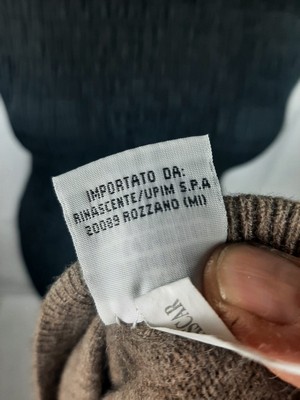 IMPORTATO DA:
RINASCENTE/UPIM S.P.A
20089 ROZZANO (MI)